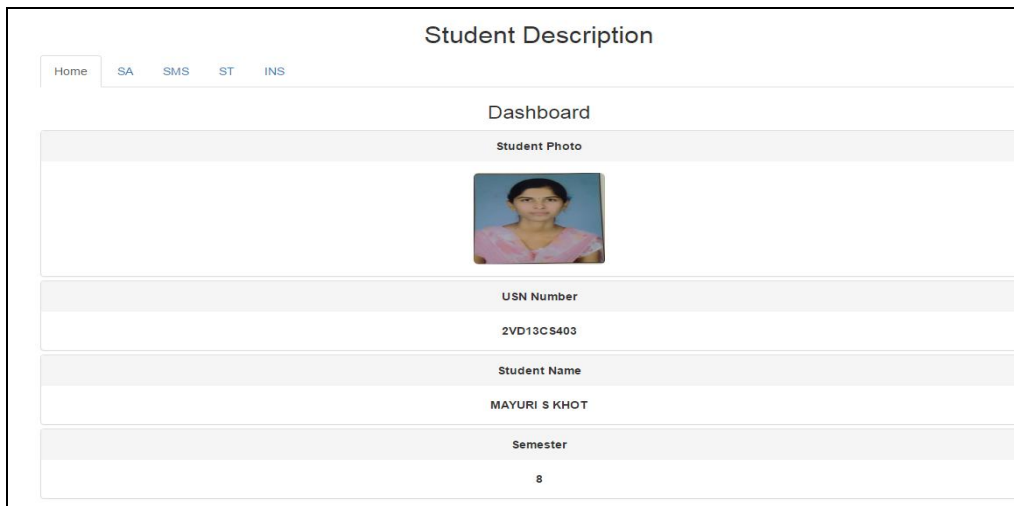 Student Description
Home SA SMS ST INS
Dashboard
Student Photo
USN Number
2VD13CS403
Student Name
MAYURI S KHOT
Semester
8